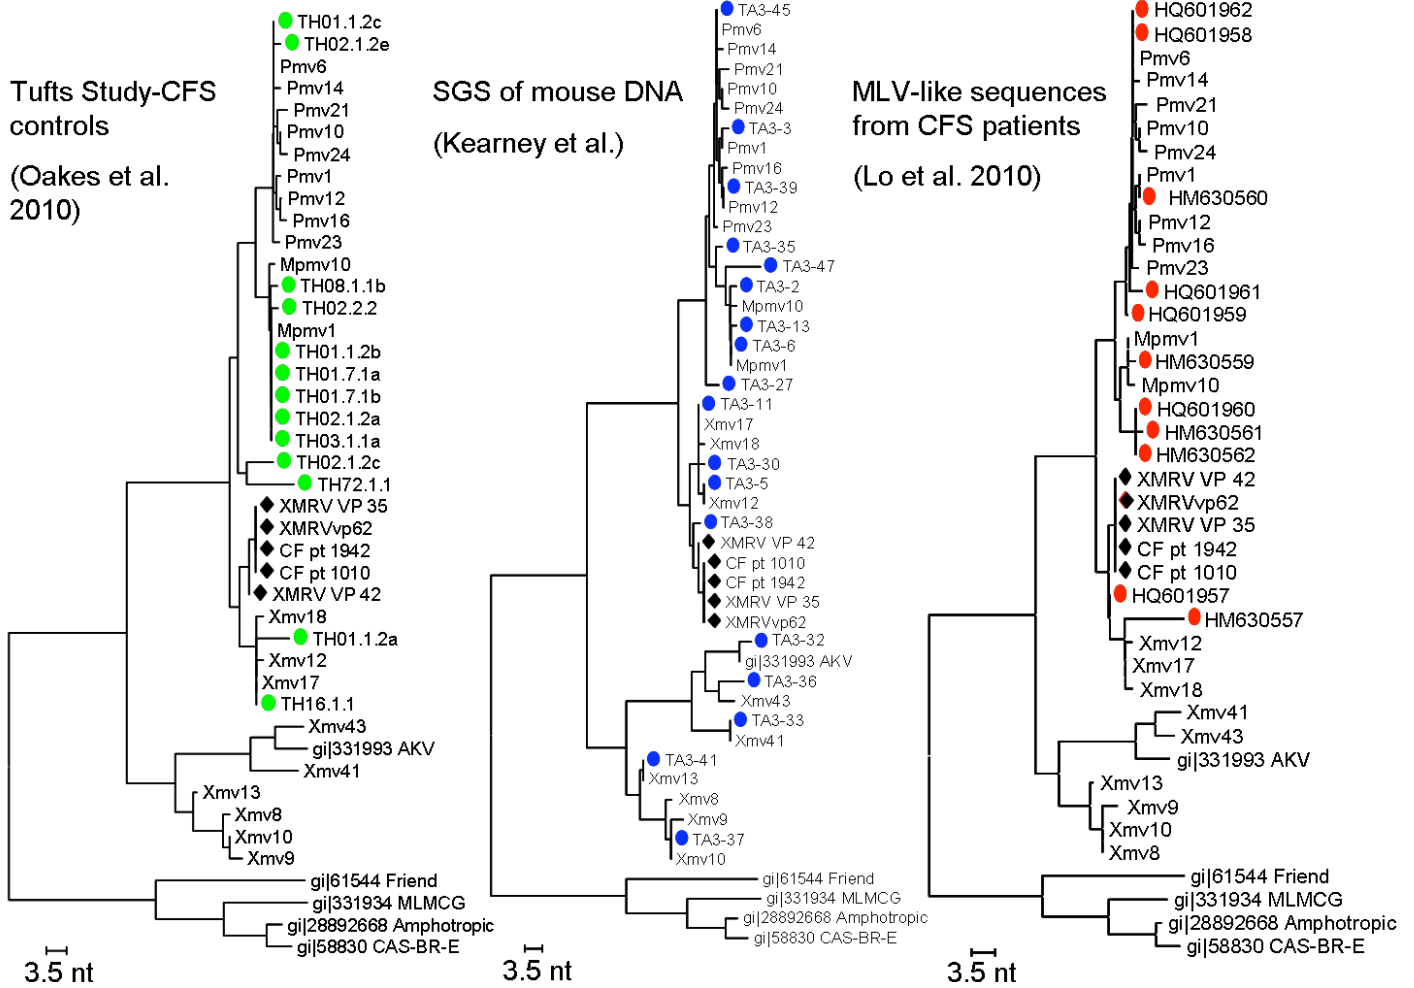 Tufts Study-CFS
controls
(Oakes et al.
2010)
TH01.1.2c
TH02.1.2e
Pmv6
Pmv14
Pmv21
Pmv10
Pmv24
Pmv1
Pmv12
Pmv16
Pmv23
Mpmv10
TH08.1.1b
TH02.2.2
Mpmv1
TH01.1.2b
TH01.7.1a
TH01.7.1b
TH02.1.2a
TH03.1.1a
TH02.1.2c
TH72.1.1
XMRV VP 35
XMRVvp62
CF pt 1942
CF pt 1010
XMRV VP 42
Xmv18
TH01.1.2a
Xmv12
Xmv17
TH16.1.1
Xmv43
gi|331993 AKV
Xmv41
Xmv13
Xmv8
Xmv10
Xmv9
gi|61544 Friend
gi|331934 MLMCG
gi|28892668 Amphotropic
gi|58830 CAS-BR-E
3.5 nt
SGS of mouse DNA
(Kearney et al.)
TA3-45
Pmv6
Pmv14
Pmv21
Pmv10
Pmv24
TA3-3
Pmv1
Pmv16
TA3-39
Pmv12
Pmv23
TA3-35
TA3-47
TA3-2
Mpmv10
TA3-13
TA3-6
Mpmv1
TA3-27
TA3-11
Xmv17
Xmv18
TA3-30
TA3-5
Xmv12
TA3-38
XMRV VP 42
CF pt 1010
CF pt 1942
XMRV VP 35
XMRVvp62
TA3-32
gi|331993 AKV
TA3-36
Xmv43
TA3-33
Xmv41
TA3-41
Xmv13
Xmv8
Xmv9
TA3-37
Xmv10
gi|61544 Friend
gi|331934 MLMCG
gi|28892668 Amphotropic
gi|58830 CAS-BR-E
3.5 nt
MLV-like sequences
from CFS patients
(Lo et al. 2010)
HQ601962
HQ601958
Pmv6
Pmv14
Pmv21
Pmv10
Pmv24
Pmv1
HM630560
Pmv12
Pmv16
Pmv23
HQ601961
HQ601959
Mpmv1
HM630559
Mpmv10
HQ601960
HM630561
HM630562
XMRV VP 42
XMRVvp62
XMRV VP 35
CF pt 1942
CF pt 1010
HQ601957
HM630557
Xmv12
Xmv17
Xmv18
Xmv41
Xmv43
gi|331993 AKV
Xmv13
Xmv9
Xmv10
Xmv8
gi|61544 Friend
gi|331934 MLMCG
gi|28892668 Amphotropic
gi|58830 CAS-BR-E
3.5 nt